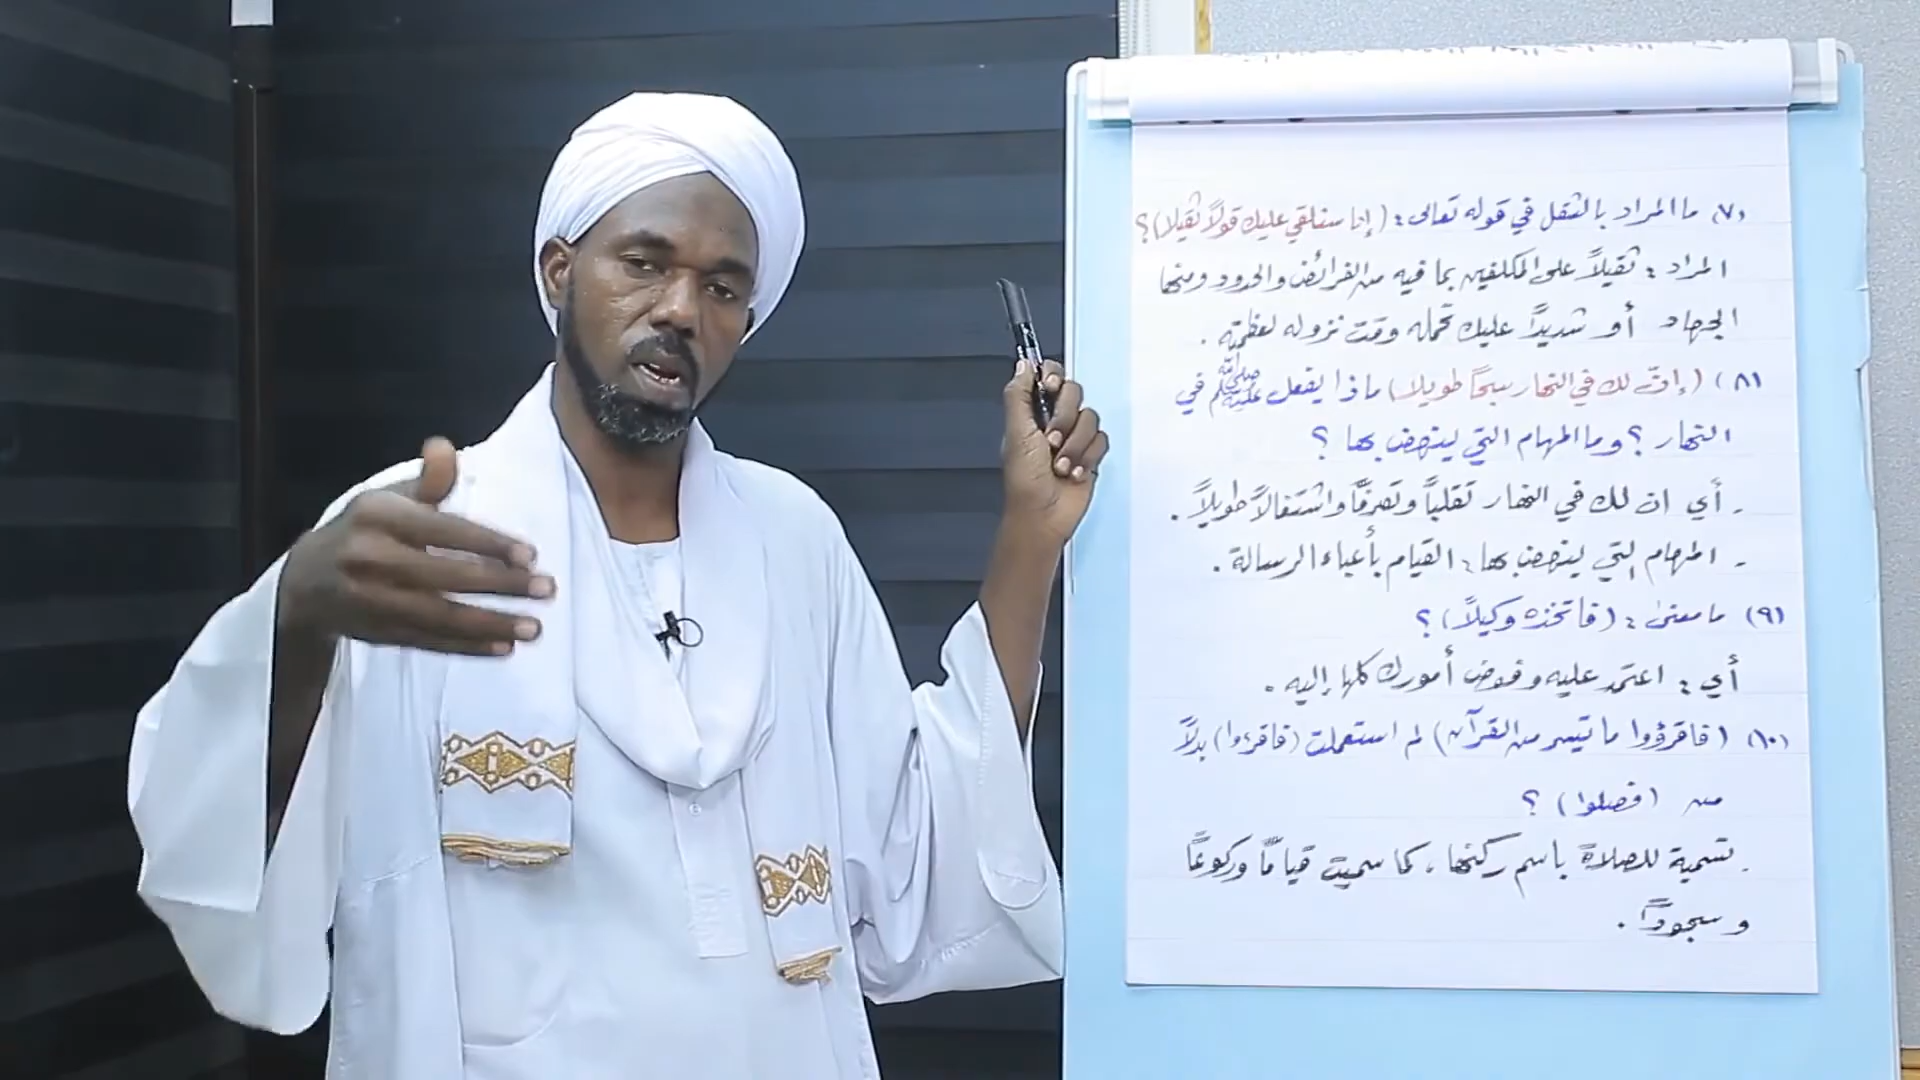 (٧) ما المراد بالثقل في قوله تعالى : (إنا سنلقي عليك قولاً ثقيلا) ؟
المراد : ثقيلاً على المكلفين بما فيه من الفرائض والحدود ومنها
الجهاد أو شديداً عليك تحمله وقت نزوله لعظمته .
(٨) (إنّ لك في النهار سبحاً طويلا) ماذا يفعل صلى الله عليه وسلم في
النهار ؟ وما المهام التي ينهض بها ؟
- أي ان لك في النهار تقلباً وتصرفاً واشتغالاً طويلاً .
- المهام التي ينهض بها : القيام بأعباء الرسالة .
(٩) ما معنى : (فاتخذه وكيلاً) ؟
أي : اعتمد عليه وفوض أمورك كلها إليه .
(١٠) (فاقرؤوا ما تيسر من القرآن) لم استعملت (فاقرءوا) بدلاً
من (فصلوا) ؟
- تسمية للصلاة باسم ركنها ، كما سميت قياماً وركوعاً
وسجوداً .